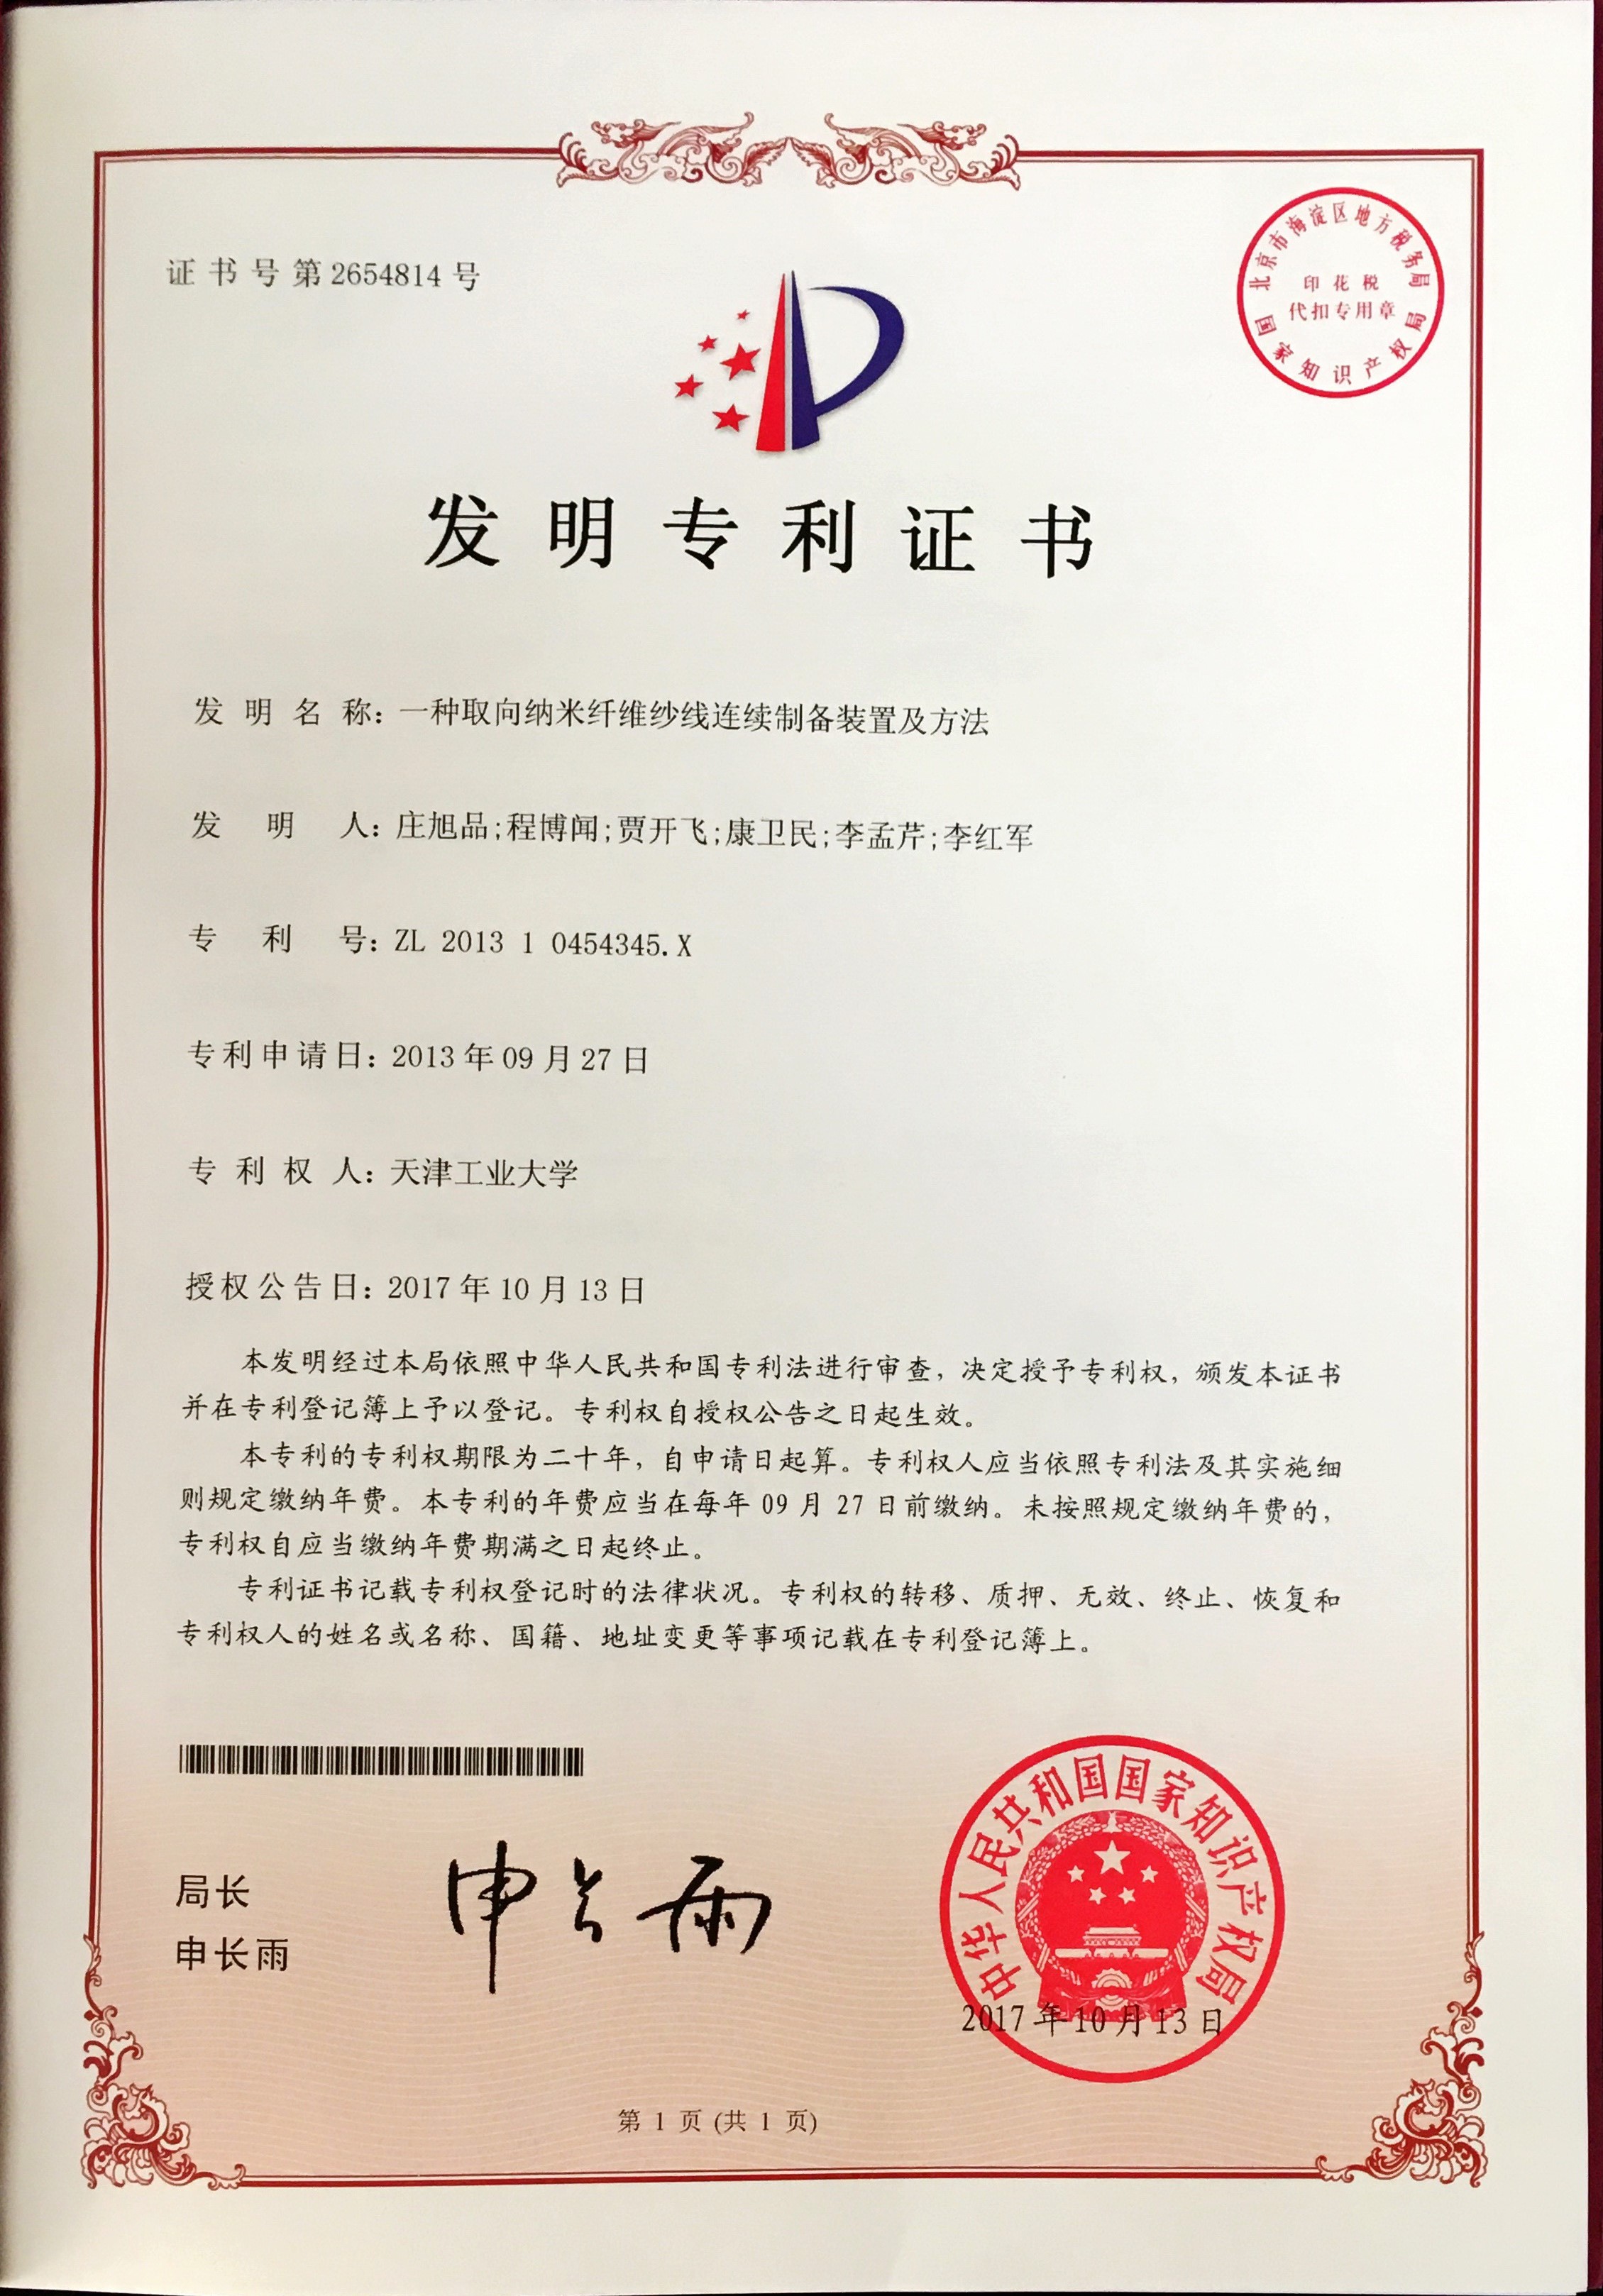 证书号第2654814号
北京市海淀区地方税务局
印花税
代扣专用章
国家知识产权局
发明专利证书
发明名称：一种取向纳米纤维纱线连续制备装置及方法
发明人：庄旭品;程博闻;贾开飞;康卫民;李孟芹;李红军
专利号：ZL 2013 1 0454345.X
专利申请日：2013年09月27日
专利权人：天津工业大学
授权公告日：2017年10月13日
本发明经过本局依照中华人民共和国专利法进行审查，决定授予专利权，颁发本证书
并在专利登记簿上予以登记。专利权自授权公告之日起生效。
本专利的专利权期限为二十年，自申请日起算。专利权人应当依照专利法及其实施细
则规定缴纳年费。本专利的年费应当在每年 09 月 27 日前缴纳。未按照规定缴纳年费的，
专利权自应当缴纳年费期满之日起终止。
专利证书记载专利权登记时的法律状况。专利权的转移、质押、无效、终止、恢复和
专利权人的姓名或名称、国籍、地址变更等事项记载在专利登记簿上。
局长
申长雨
申长雨
中华人民共和国国家知识产权局
2017年10月13日
第 1 页 (共 1 页)